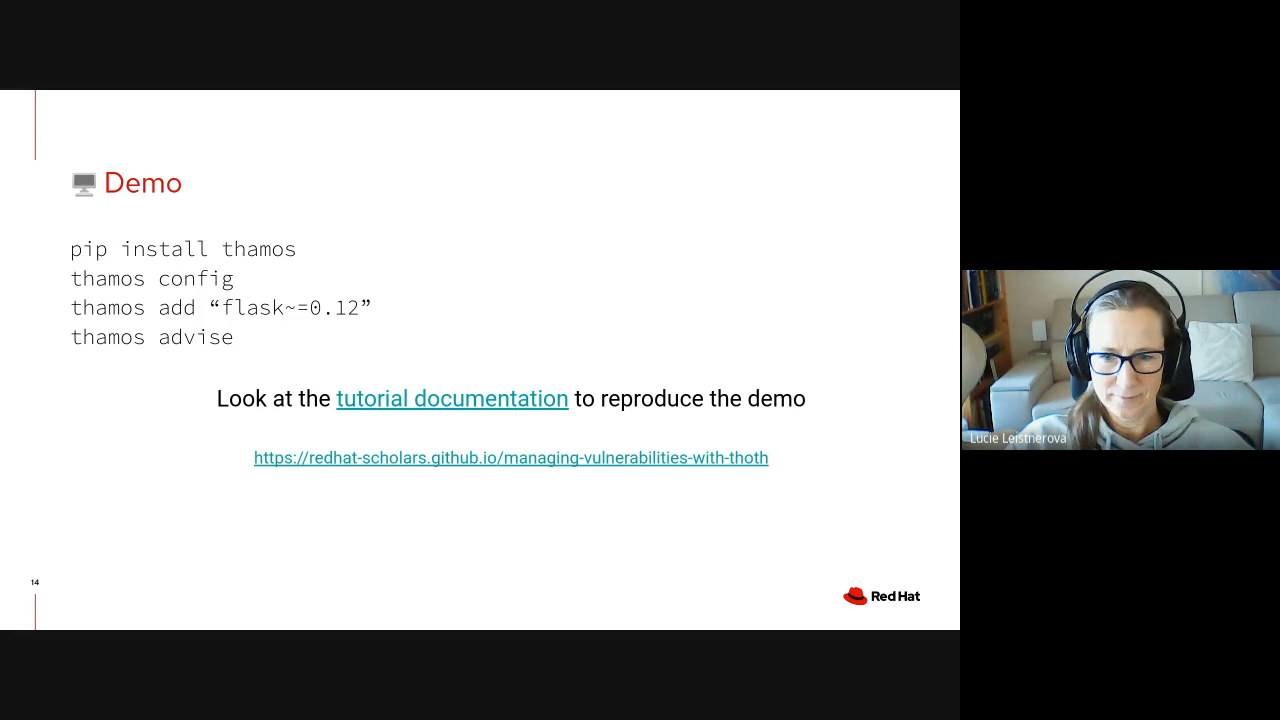 Demo
pip install thamos
thamos config
thamos add “flask~=0.12”
thamos advise
Look at the tutorial documentation to reproduce the demo
https://redhat-scholars.github.io/managing-vulnerabilities-with-thoth
14
Red Hat
Lucie Leistnerova